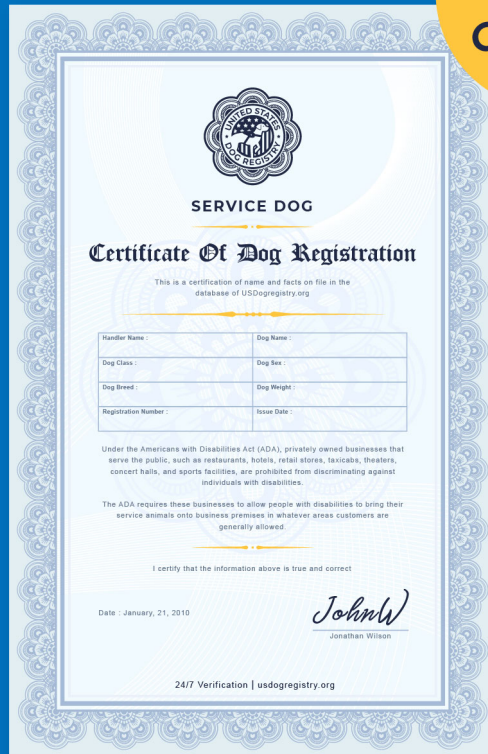 UNITED STATES
DOG REGISTRY
SERVICE DOG
Certificate Of Dog Registration
This is a certification of name and facts on file in the
database of USDogregistry.org
Handler Name :
Dog Name :
Dog Class :
Dog Sex :
Dog Breed :
Dog Weight :
Registration Number :
Issue Date :
Under the Americans with Disabilities Act (ADA), privately owned businesses that
serve the public, such as restaurants, hotels, retail stores, taxicabs, theaters,
concert halls, and sports facilities, are prohibited from discriminating against
individuals with disabilities.
The ADA requires these businesses to allow people with disabilities to bring their
service animals onto business premises in whatever areas customers are
generally allowed.
I certify that the information above is true and correct
Date : January, 21, 2010
JohnW
Jonathan Wilson
24/7 Verification | usdogregistry.org